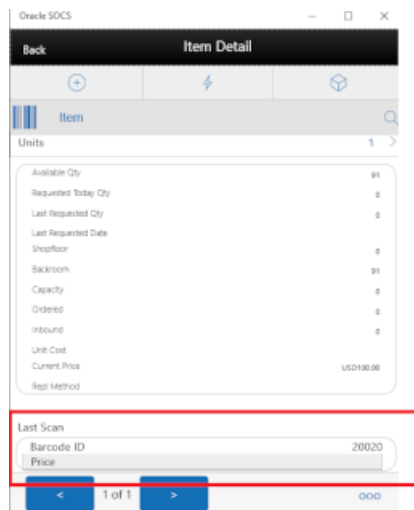 Oracle SOCS
Back Item Detail
Item
Units 1 >
Available Qty 91
Requested Today Qty 0
Last Requested Qty 0
Last Requested Date
Shopfloor 0
Backroom 91
Capacity 0
Ordered 0
Inbound 0
Unit Cost
Current Price USD100.00
Repl Method
Last Scan
Barcode ID 20020
Price
< 1 of 1 >